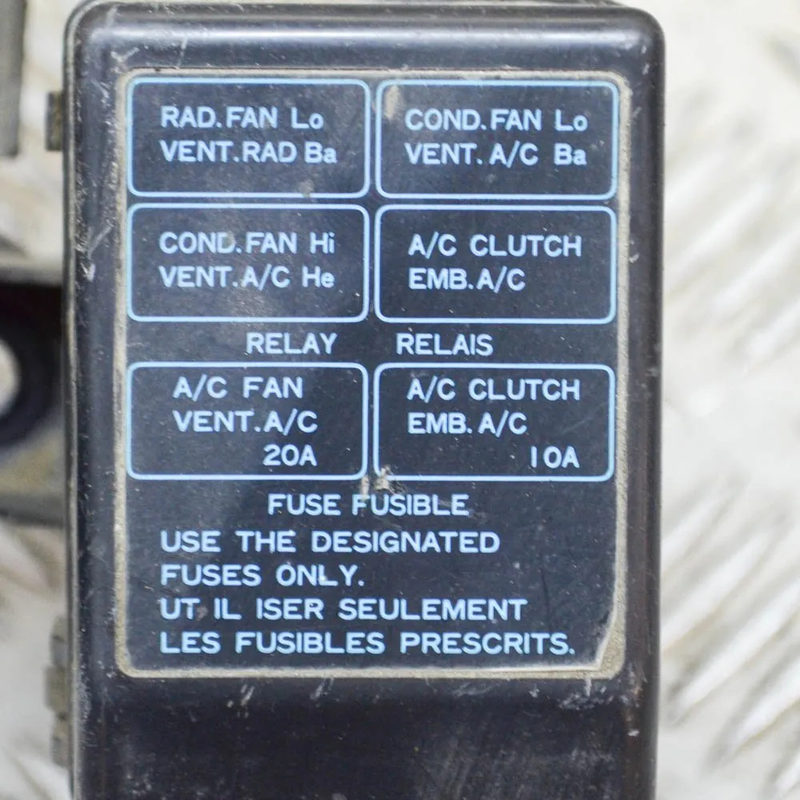 RAD.FAN Lo
VENT.RAD Ba
COND.FAN Lo
VENT. A/C Ba
COND.FAN Hi
VENT.A/C He
A/C CLUTCH
EMB.A/C
RELAY RELAIS
A/C FAN
VENT.A/C
20A
A/C CLUTCH
EMB. A/C
10A
FUSE FUSIBLE
USE THE DESIGNATED
FUSES ONLY.
UT IL ISER SEULEMENT
LES FUSIBLES PRESCRITS.